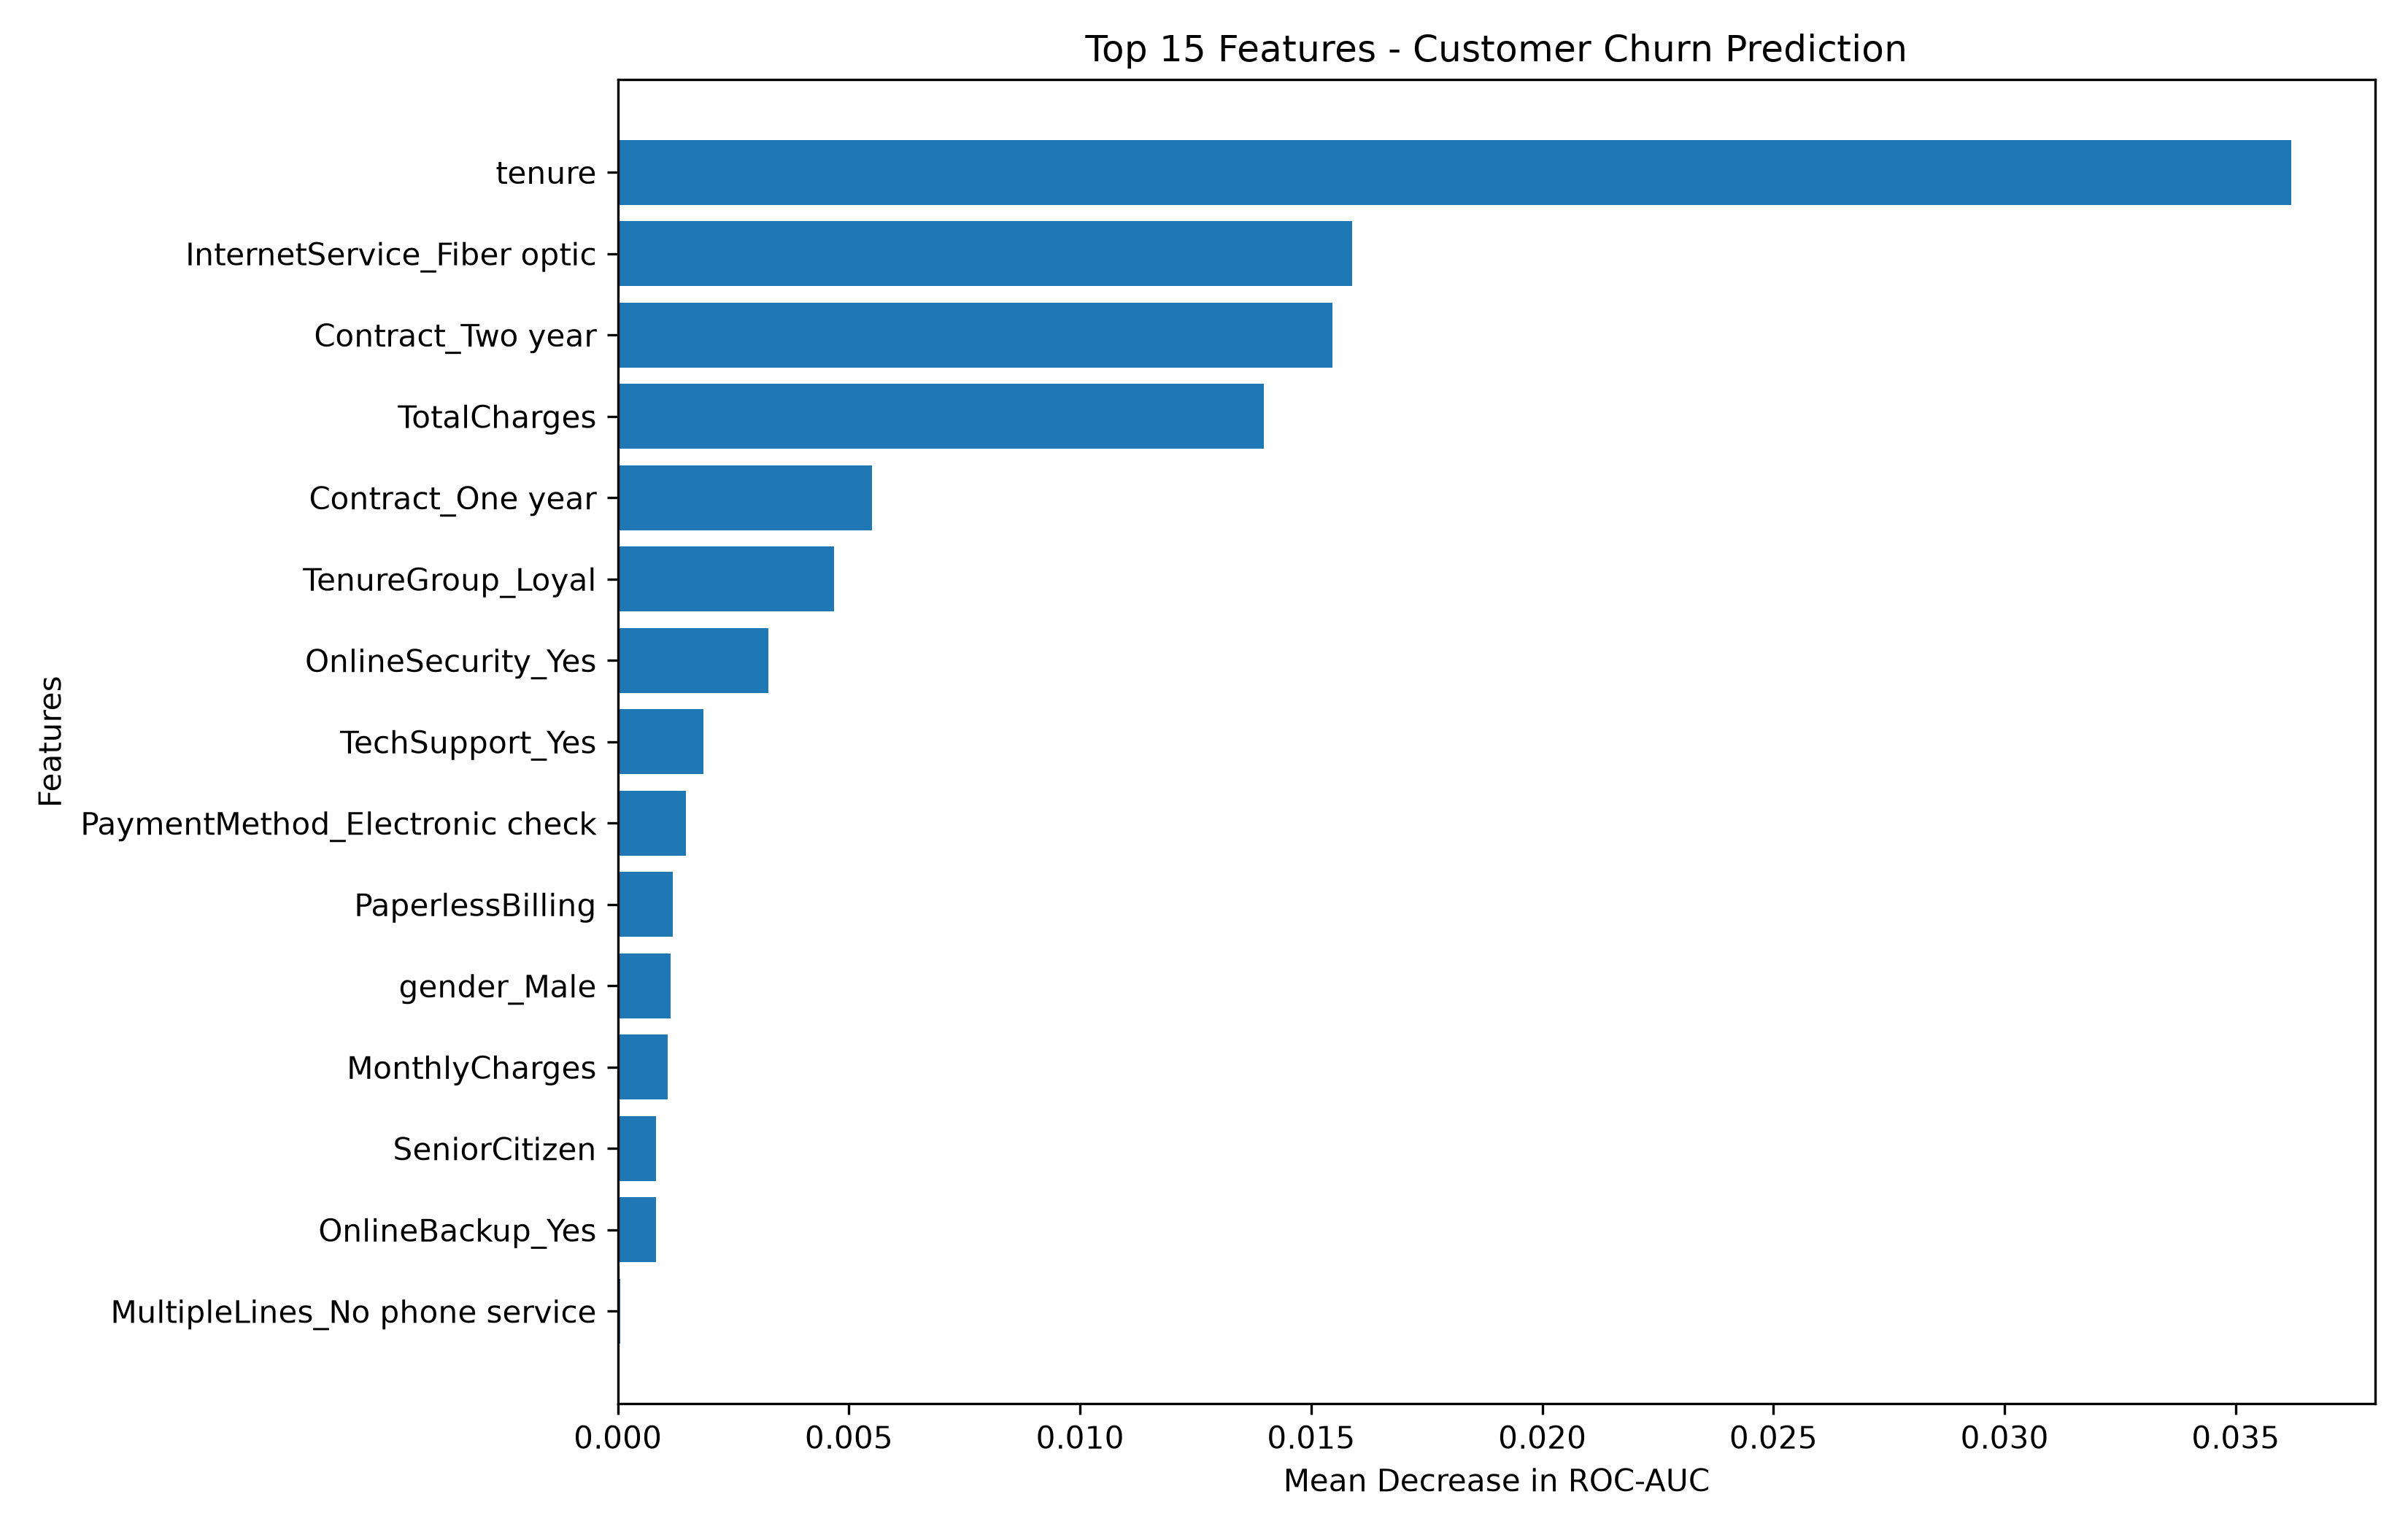 Top 15 Features - Customer Churn Prediction
Features
tenure
InternetService_Fiber optic
Contract_Two year
TotalCharges
Contract_One year
TenureGroup_Loyal
OnlineSecurity_Yes
TechSupport_Yes
PaymentMethod_Electronic check
PaperlessBilling
gender_Male
MonthlyCharges
SeniorCitizen
OnlineBackup_Yes
MultipleLines_No phone service
0.000 0.005 0.010 0.015 0.020 0.025 0.030 0.035
Mean Decrease in ROC-AUC